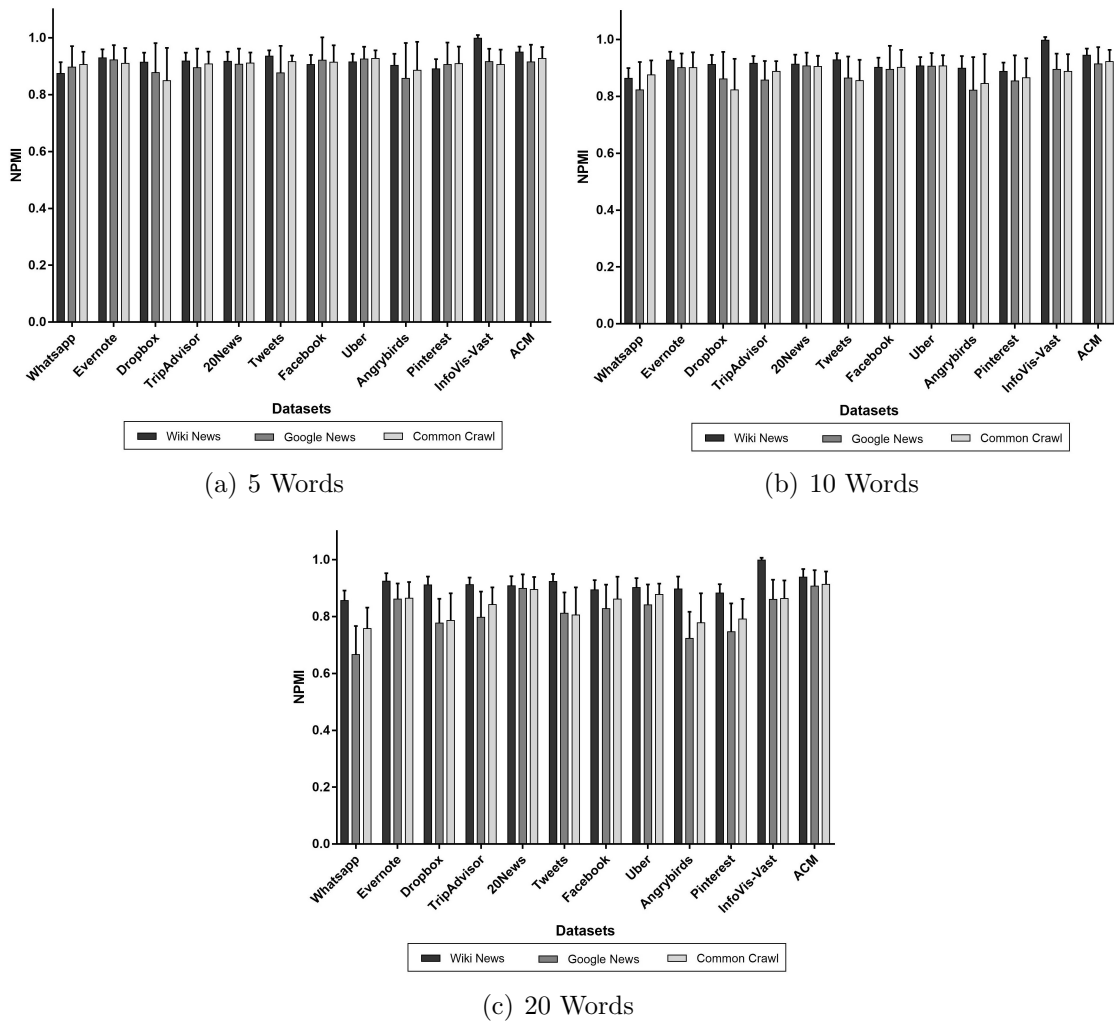 1.0
0.8
0.6
0.4
0.2
0.0
NPMI
Whatsapp
Evernote
Dropbox
TripAdvisor
20News
Tweets
Facebook
Uber
Angrybirds
Pinterest
InfoVis-Vast
ACM
Datasets
Wiki News Google News Common Crawl
(a) 5 Words
1.0
0.8
0.6
0.4
0.2
0.0
NPMI
Whatsapp
Evernote
Dropbox
TripAdvisor
20News
Tweets
Facebook
Uber
Angrybirds
Pinterest
InfoVis-Vast
ACM
Datasets
Wiki News Google News Common Crawl
(b) 10 Words
1.0
0.8
0.6
0.4
0.2
0.0
NPMI
Whatsapp
Evernote
Dropbox
TripAdvisor
20News
Tweets
Facebook
Uber
Angrybirds
Pinterest
InfoVis-Vast
ACM
Datasets
Wiki News Google News Common Crawl
(c) 20 Words